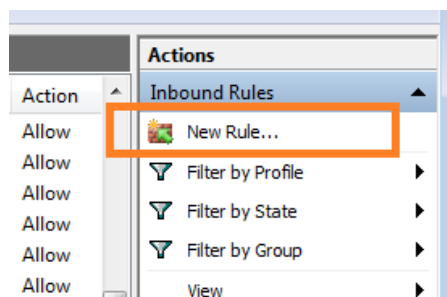 Actions
Action
Inbound Rules
Allow
New Rule...
Allow
Filter by Profile
Allow
Filter by State
Allow
Allow
Filter by Group
Allow
View